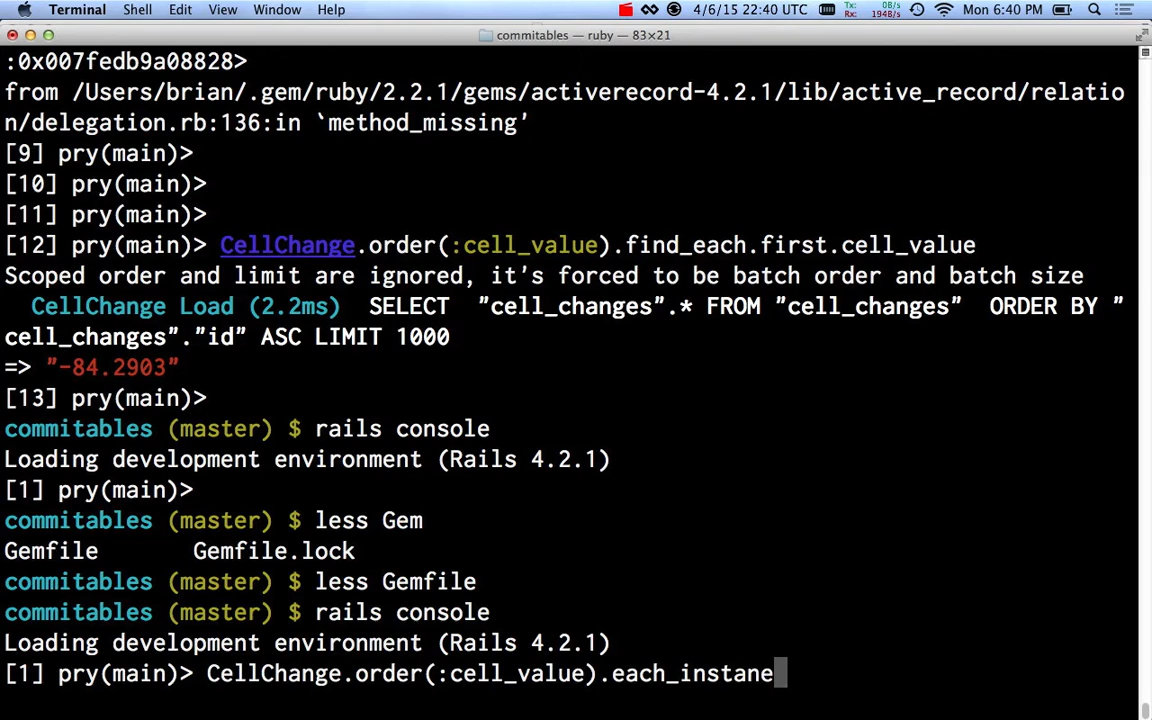 Terminal Shell Edit View Window Help 4/6/15 22:40 UTC Tx: 0B/s Rx: 194B/s Mon 6:40 PM
commitables — ruby — 83×21
:0x007fedb9a08828>
from /Users/brian/.gem/ruby/2.2.1/gems/activerecord-4.2.1/lib/active_record/relatio
n/delegation.rb:136:in `method_missing'
[9] pry(main)>
[10] pry(main)>
[11] pry(main)>
[12] pry(main)> CellChange.order(:cell_value).find_each.first.cell_value
Scoped order and limit are ignored, it's forced to be batch order and batch size
  CellChange Load (2.2ms)  SELECT  "cell_changes".* FROM "cell_changes"  ORDER BY "
cell_changes"."id" ASC LIMIT 1000
=> "-84.2903"
[13] pry(main)>
commitables (master) $ rails console
Loading development environment (Rails 4.2.1)
[1] pry(main)>
commitables (master) $ less Gem
Gemfile      Gemfile.lock
commitables (master) $ less Gemfile
commitables (master) $ rails console
Loading development environment (Rails 4.2.1)
[1] pry(main)> CellChange.order(:cell_value).each_instane